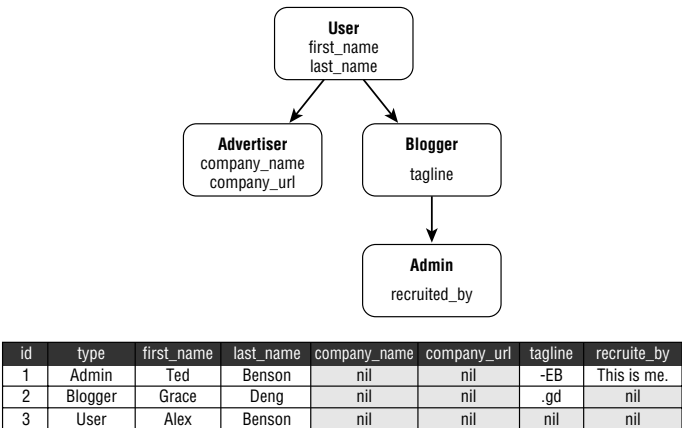 User
first_name
last_name
Advertiser
company_name
company_url
Blogger
tagline
Admin
recruited_by
id type first_name last_name company_name company_url tagline recruite_by
1 Admin Ted Benson nil nil -EB This is me.
2 Blogger Grace Deng nil nil .gd nil
3 User Alex Benson nil nil nil nil